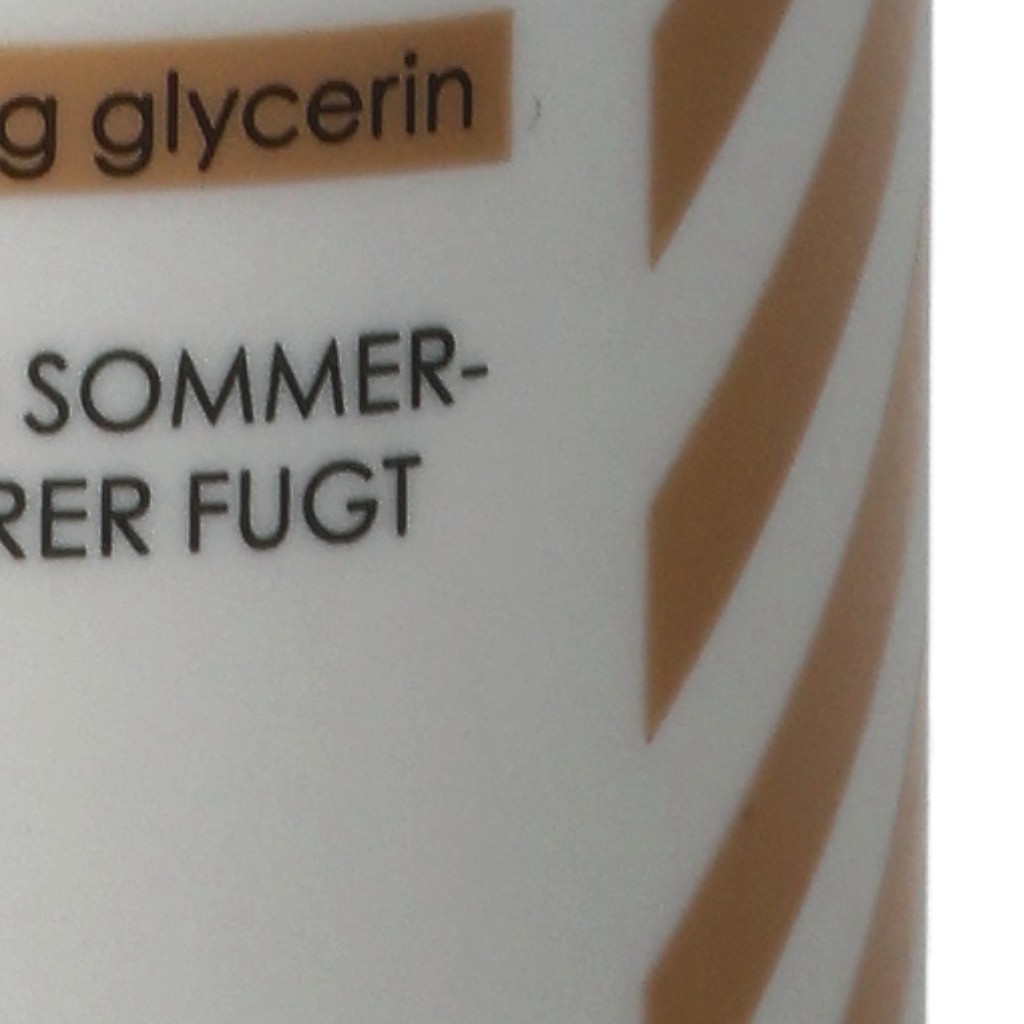 g glycerin
SOMMER-
RER FUGT